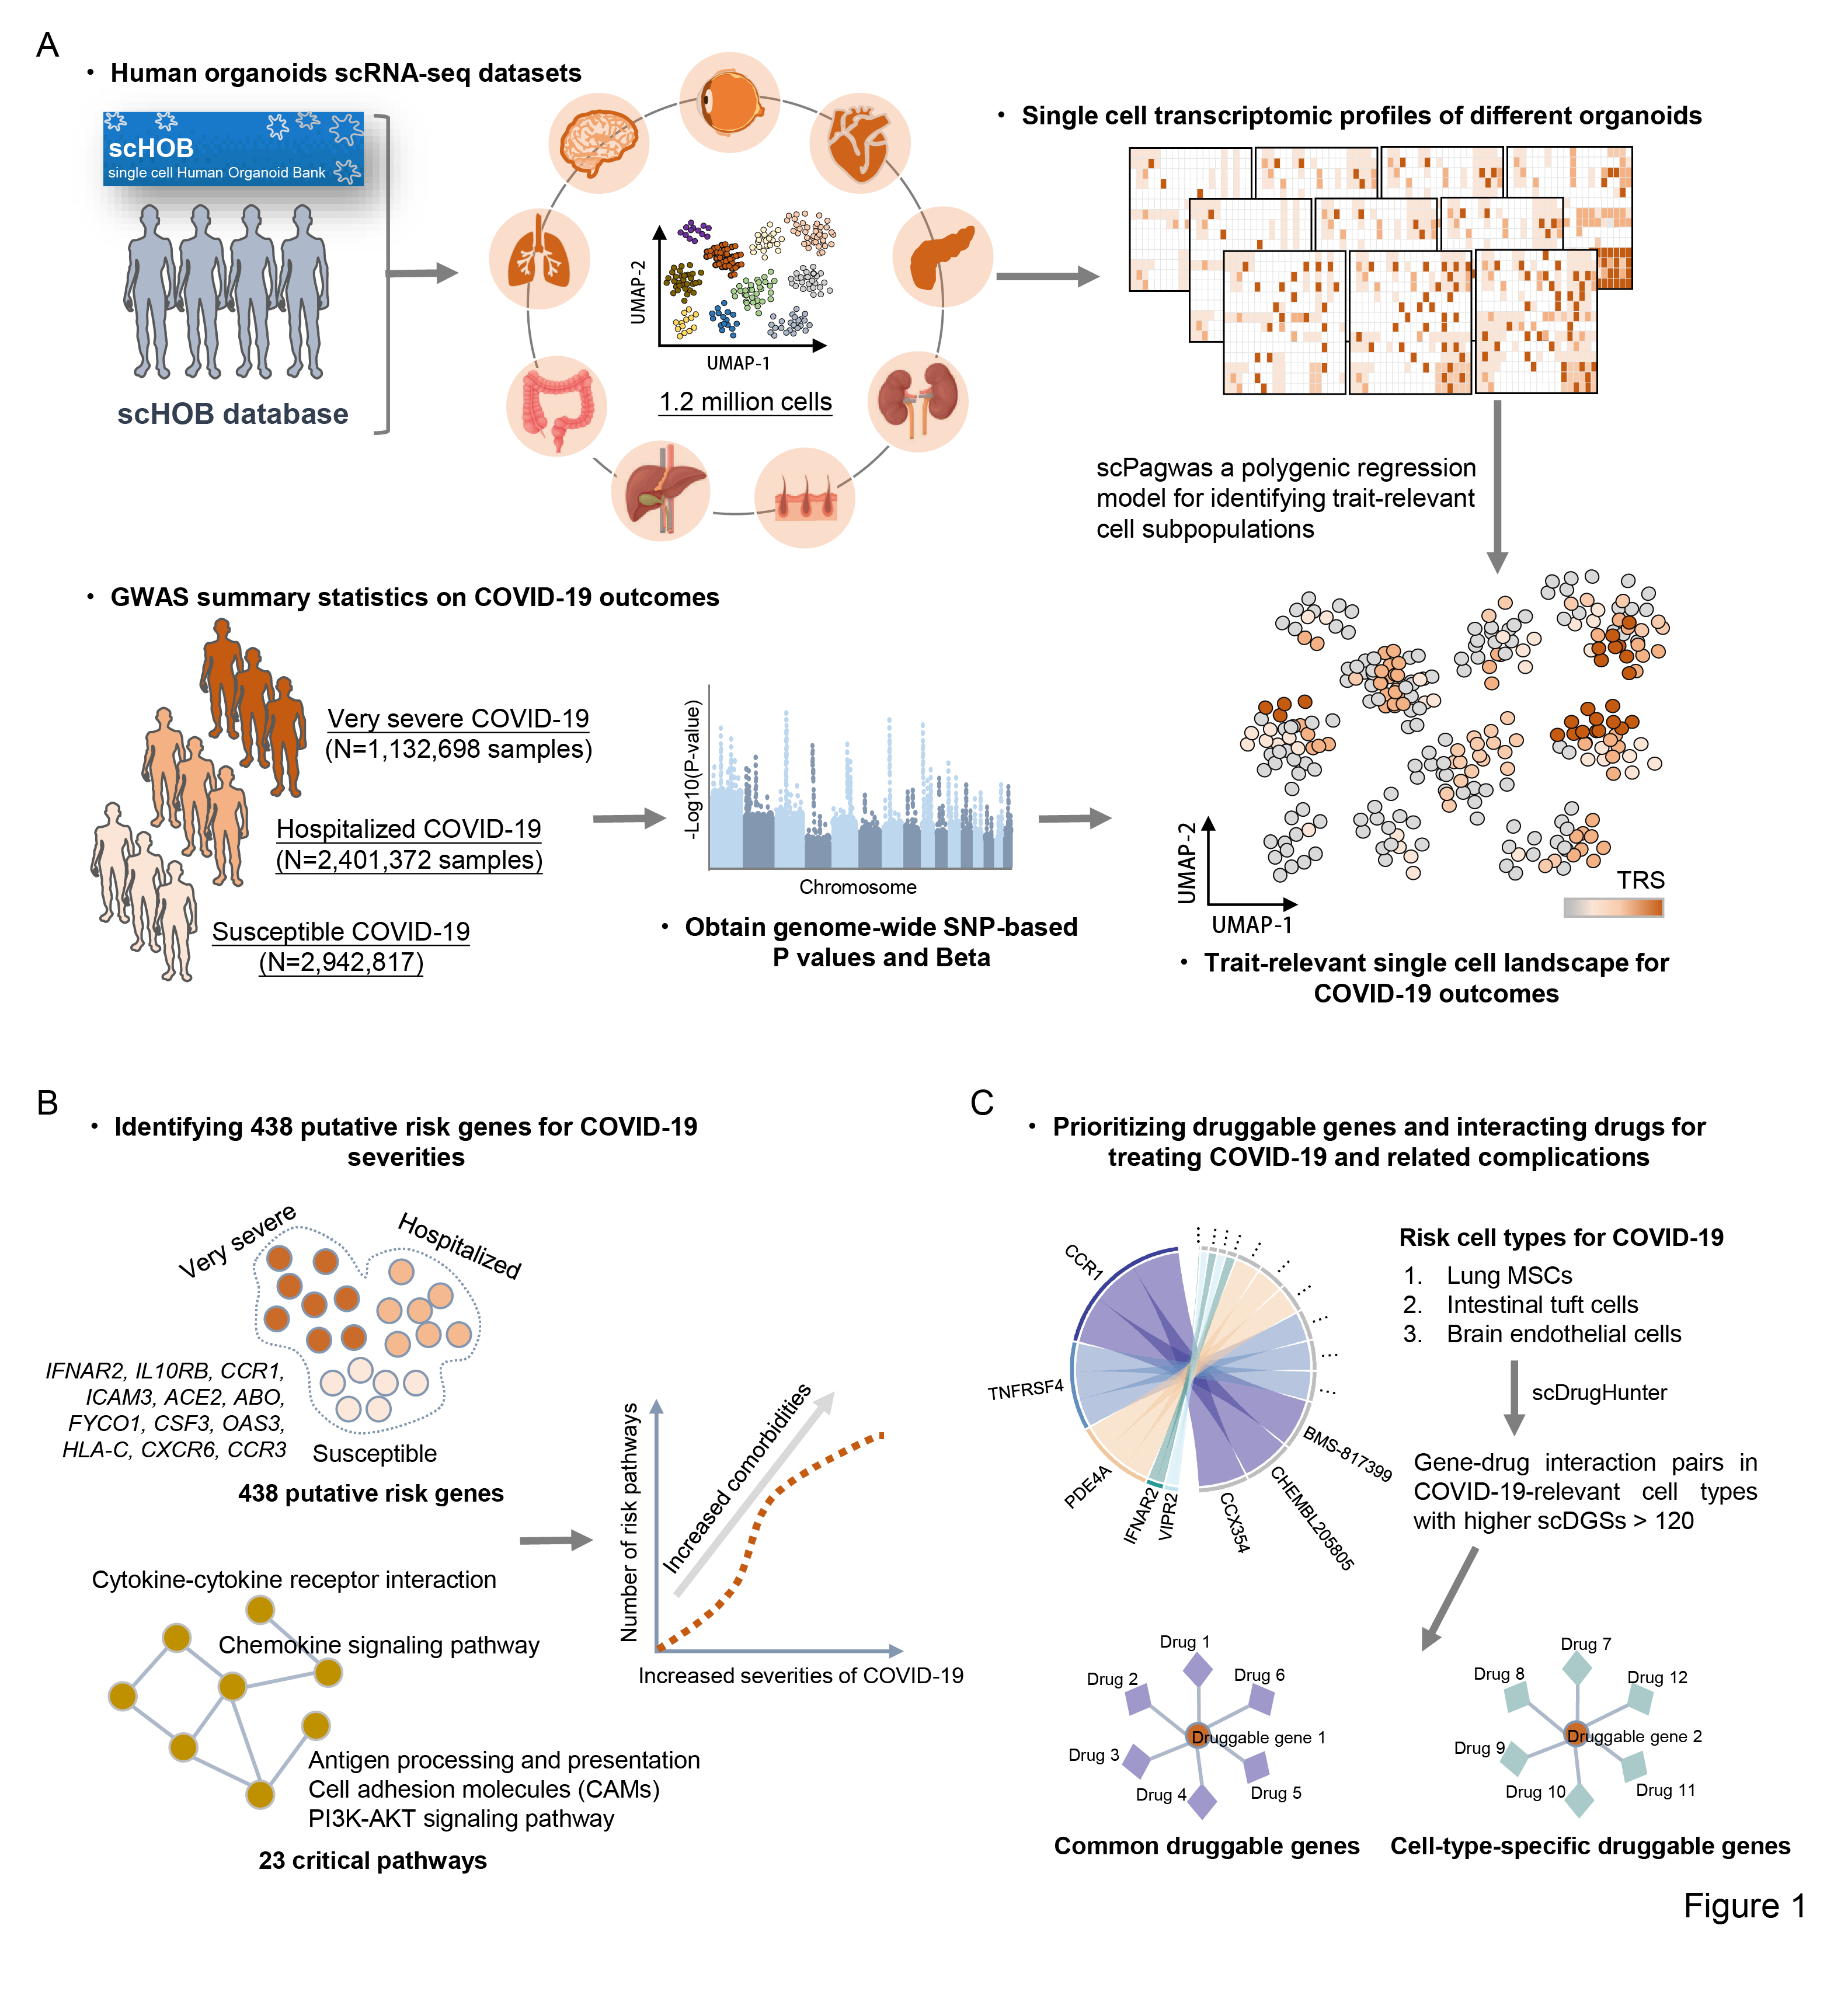 A
• Human organoids scRNA-seq datasets
scHOB
single cell Human Organoid Bank
scHOB database
UMAP-2
UMAP-1
1.2 million cells
• Single cell transcriptomic profiles of different organoids
scPagwas a polygenic regression
model for identifying trait-relevant
cell subpopulations
• GWAS summary statistics on COVID-19 outcomes
Very severe COVID-19
(N=1,132,698 samples)
Hospitalized COVID-19
(N=2,401,372 samples)
Susceptible COVID-19
(N=2,942,817)
-Log10(P-value)
Chromosome
• Obtain genome-wide SNP-based
P values and Beta
UMAP-2
UMAP-1
TRS
• Trait-relevant single cell landscape for
COVID-19 outcomes
B
• Identifying 438 putative risk genes for COVID-19
severities
Very severe
Hospitalized
IFNAR2, IL10RB, CCR1,
ICAM3, ACE2, ABO,
FYCO1, CSF3, OAS3,
HLA-C, CXCR6, CCR3
Susceptible
438 putative risk genes
Cytokine-cytokine receptor interaction
Chemokine signaling pathway
Antigen processing and presentation
Cell adhesion molecules (CAMs)
PI3K-AKT signaling pathway
23 critical pathways
Number of risk pathways
Increased comorbidities
Increased severities of COVID-19
C
• Prioritizing druggable genes and interacting drugs for
treating COVID-19 and related complications
CCR1
TNFRSF4
PDE4A
IFNAR2
VIPR2
CCX354
CHEMBL205805
BMS-817399
...
...
...
...
...
...
...
...
...
Risk cell types for COVID-19
1. Lung MSCs
2. Intestinal tuft cells
3. Brain endothelial cells
scDrugHunter
Gene-drug interaction pairs in
COVID-19-relevant cell types
with higher scDGSs > 120
Drug 1
Drug 2
Drug 6
Druggable gene 1
Drug 3
Drug 4
Drug 5
Common druggable genes
Drug 7
Drug 8
Drug 12
Druggable gene 2
Drug 9
Drug 10
Drug 11
Cell-type-specific druggable genes
Figure 1